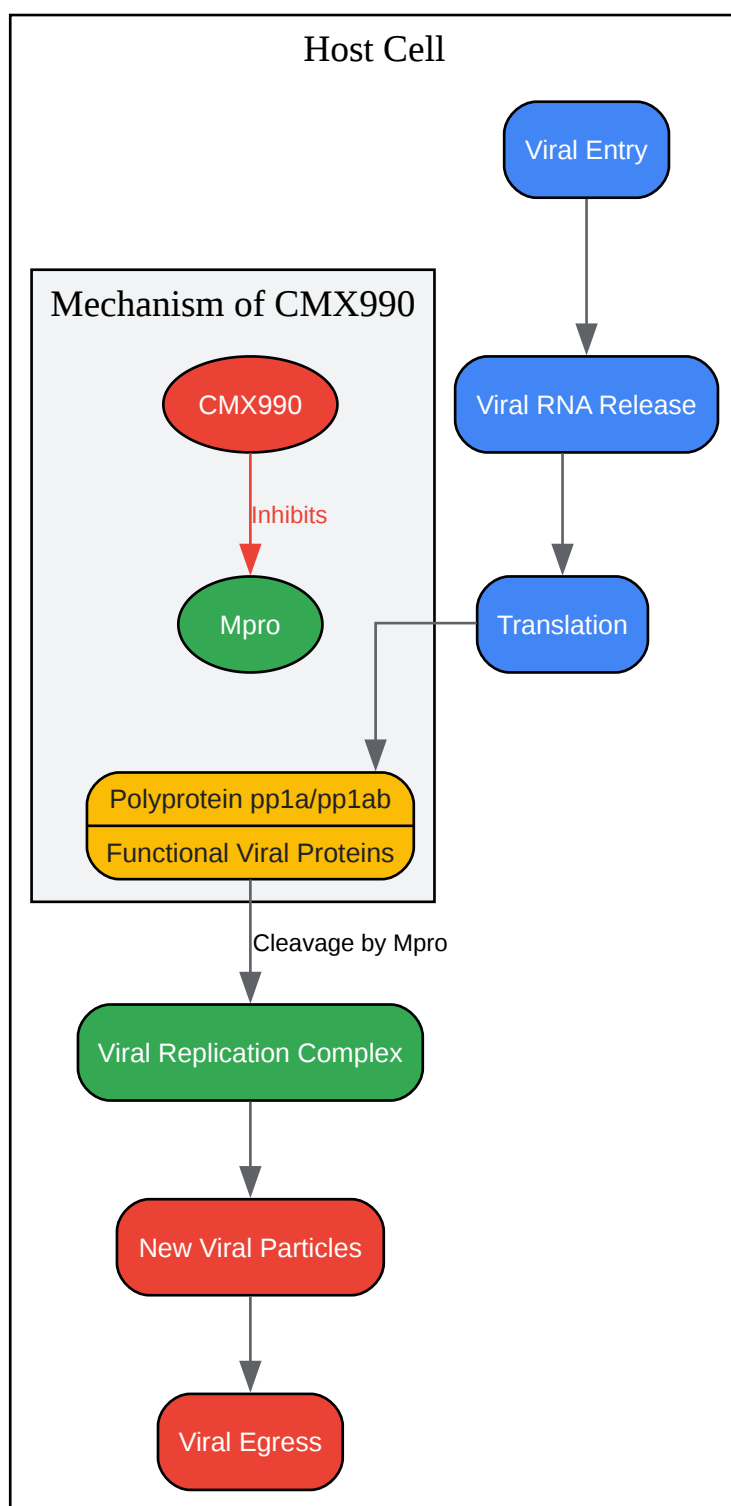 Host Cell
Viral Entry
Mechanism of CMX990
CMX990
Viral RNA Release
Inhibits
Mpro
Translation
Polyprotein pp1a/pp1ab
Functional Viral Proteins
Cleavage by Mpro
Viral Replication Complex
New Viral Particles
Viral Egress